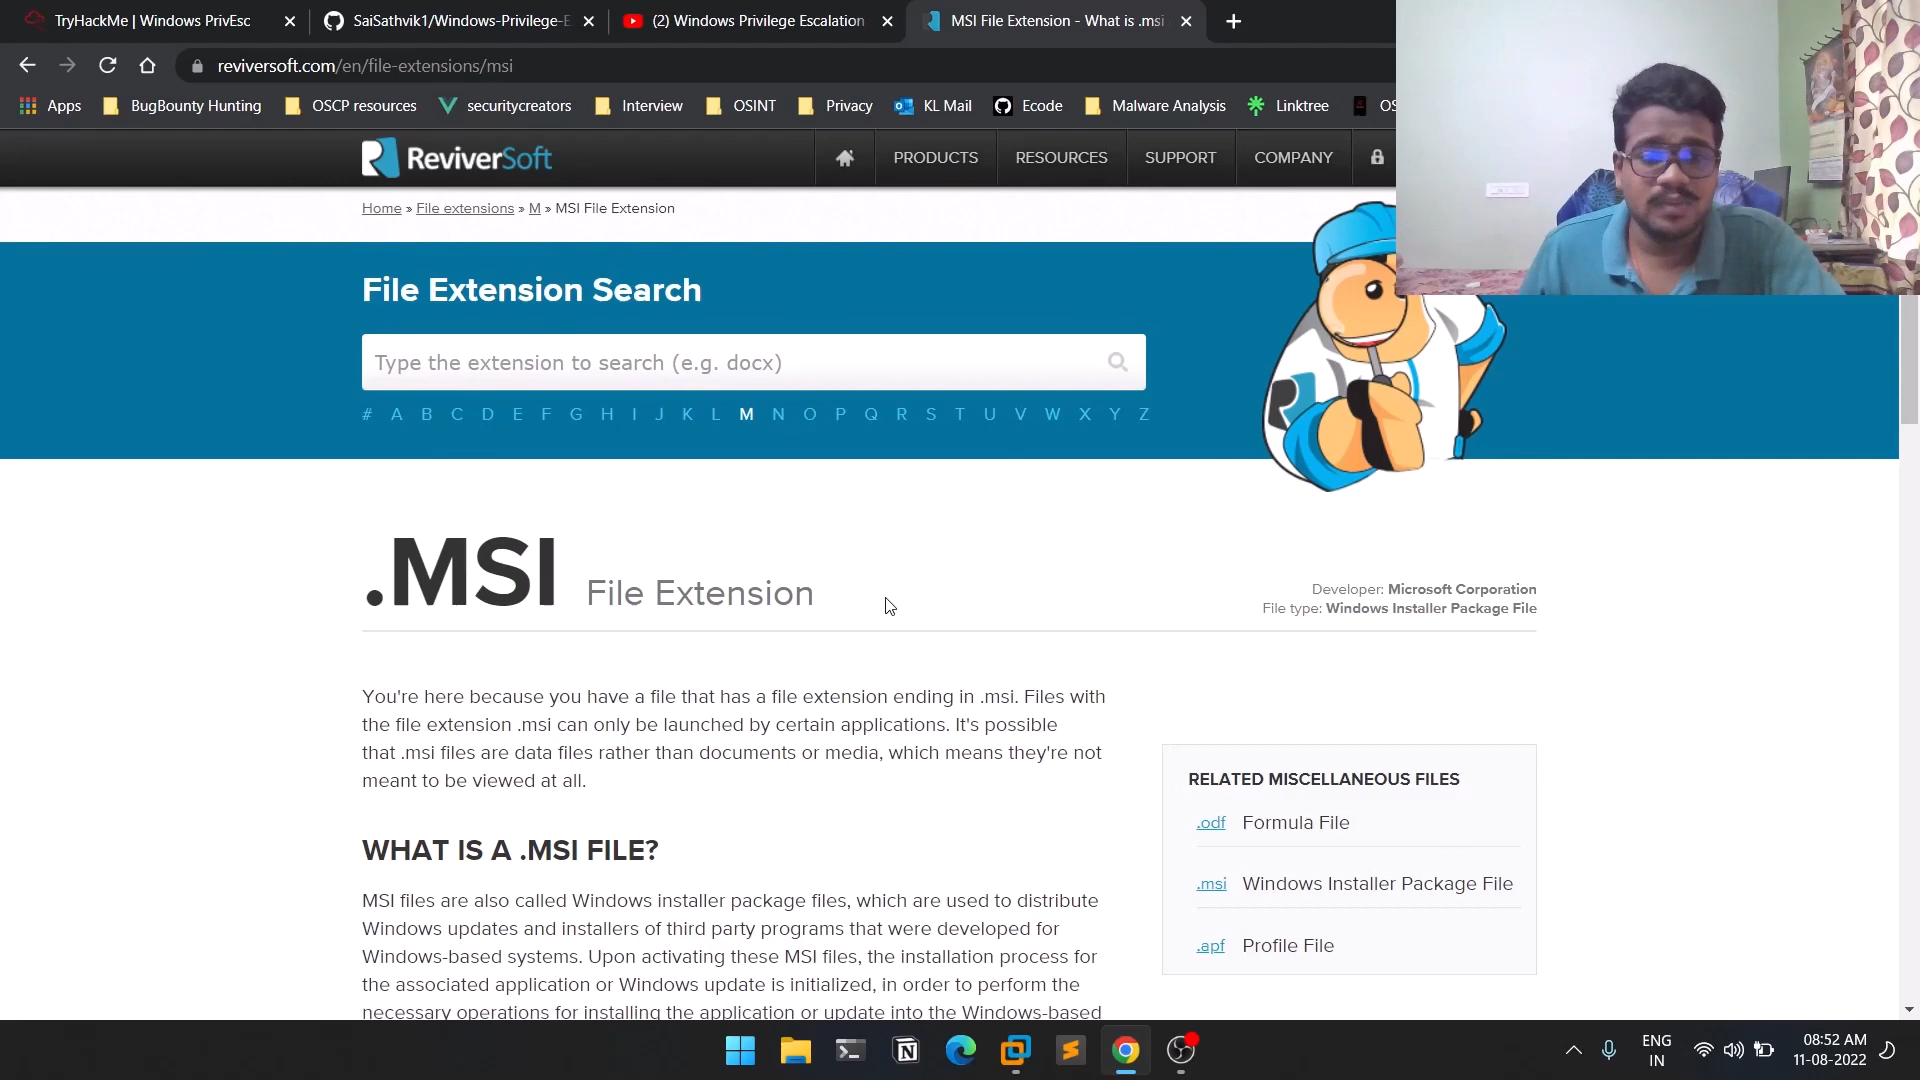 TryHackMe | Windows PrivEsc
SaiSathvik1/Windows-Privilege-E
(2) Windows Privilege Escalation
MSI File Extension - What is .msi
reviversoft.com/en/file-extensions/msi
Apps
BugBounty Hunting
OSCP resources
securitycreators
Interview
OSINT
Privacy
KL Mail
Ecode
Malware Analysis
Linktree
OS
ReviverSoft
PRODUCTS
RESOURCES
SUPPORT
COMPANY
Home » File extensions » M » MSI File Extension
File Extension Search
Type the extension to search (e.g. docx)
# A B C D E F G H I J K L M N O P Q R S T U V W X Y Z
.MSI File Extension
Developer: Microsoft Corporation
File type: Windows Installer Package File
You're here because you have a file that has a file extension ending in .msi. Files with
the file extension .msi can only be launched by certain applications. It's possible
that .msi files are data files rather than documents or media, which means they're not
meant to be viewed at all.
WHAT IS A .MSI FILE?
MSI files are also called Windows installer package files, which are used to distribute
Windows updates and installers of third party programs that were developed for
Windows-based systems. Upon activating these MSI files, the installation process for
the associated application or Windows update is initialized, in order to perform the
necessary operations for installing the application or update into the Windows-based
RELATED MISCELLANEOUS FILES
.odf Formula File
.msi Windows Installer Package File
.apf Profile File
ENG
IN
08:52 AM
11-08-2022